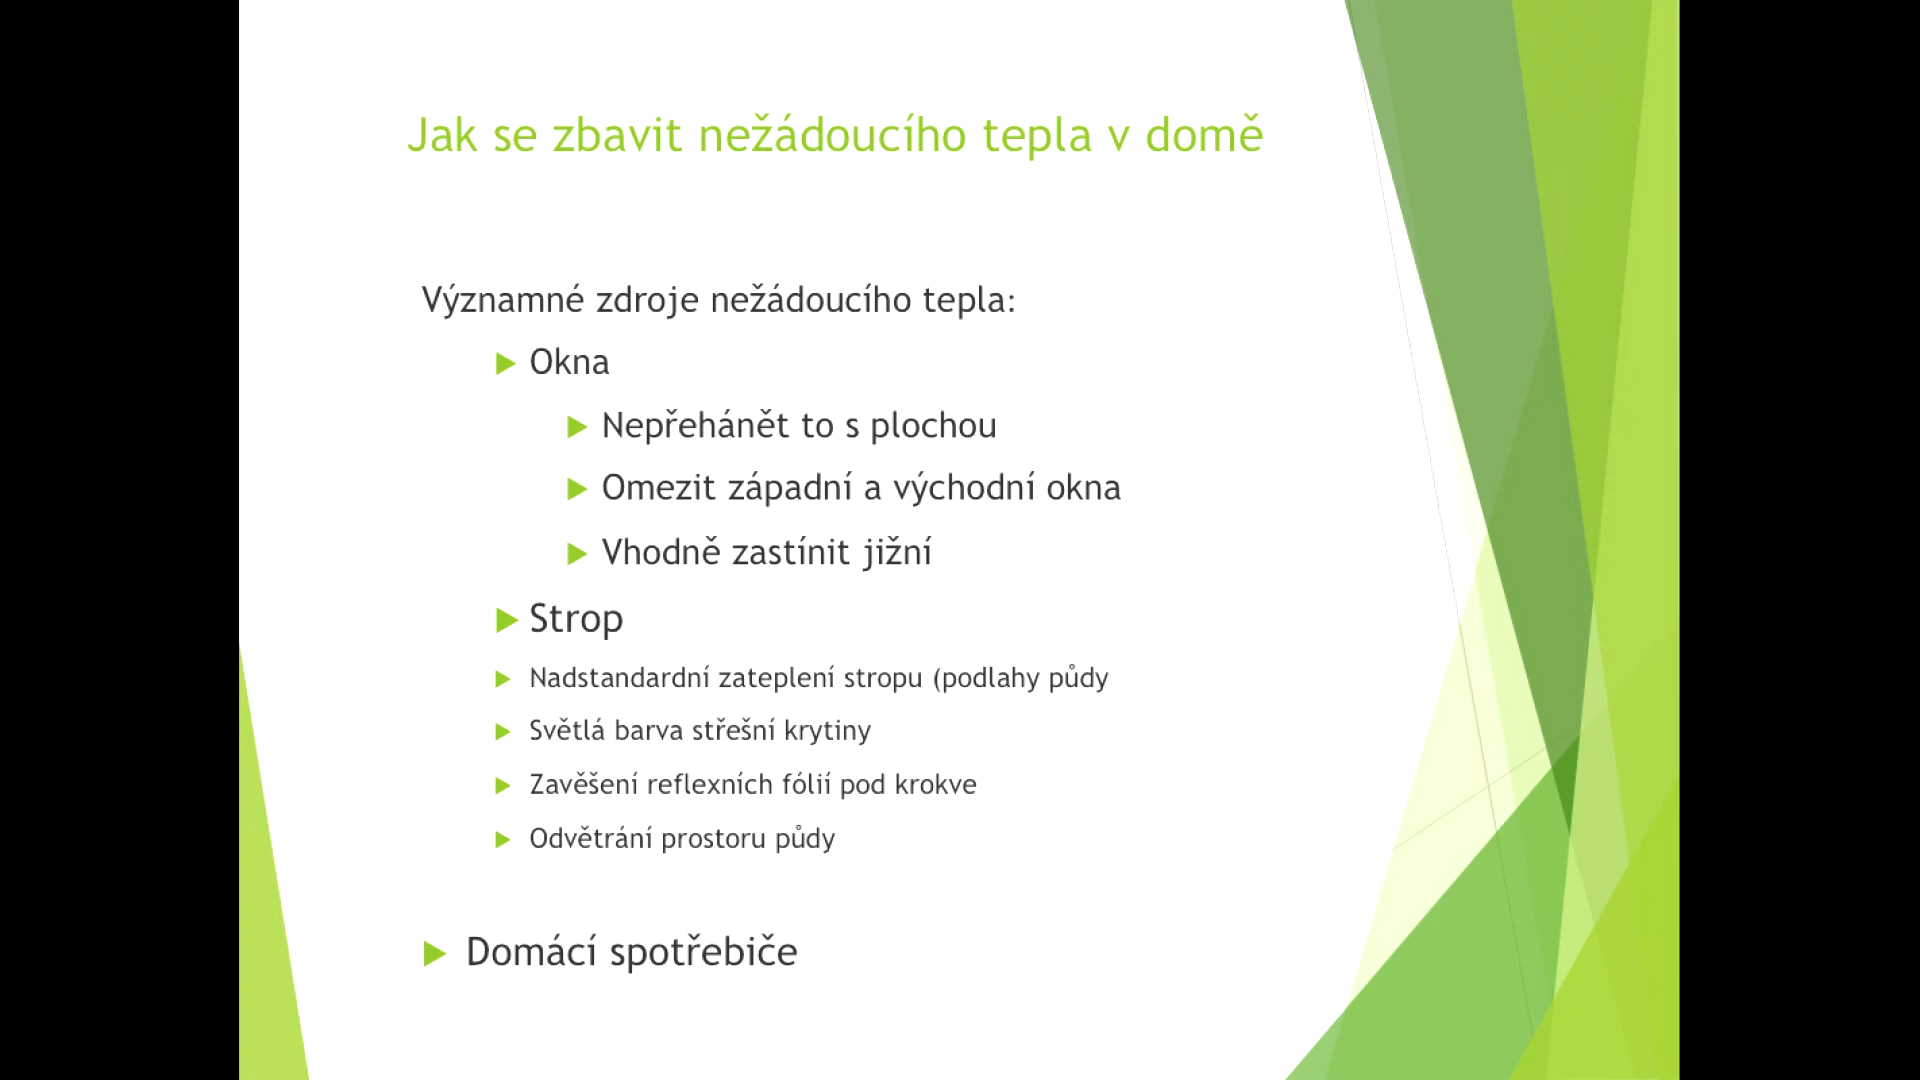 Jak se zbavit nežádoucího tepla v domě
Významné zdroje nežádoucího tepla:
Okna
Nepřehánět to s plochou
Omezit západní a východní okna
Vhodně zastínit jižní
Strop
Nadstandardní zateplení stropu (podlahy půdy
Světlá barva střešní krytiny
Zavěšení reflexních fólií pod krokve
Odvětrání prostoru půdy
Domácí spotřebiče